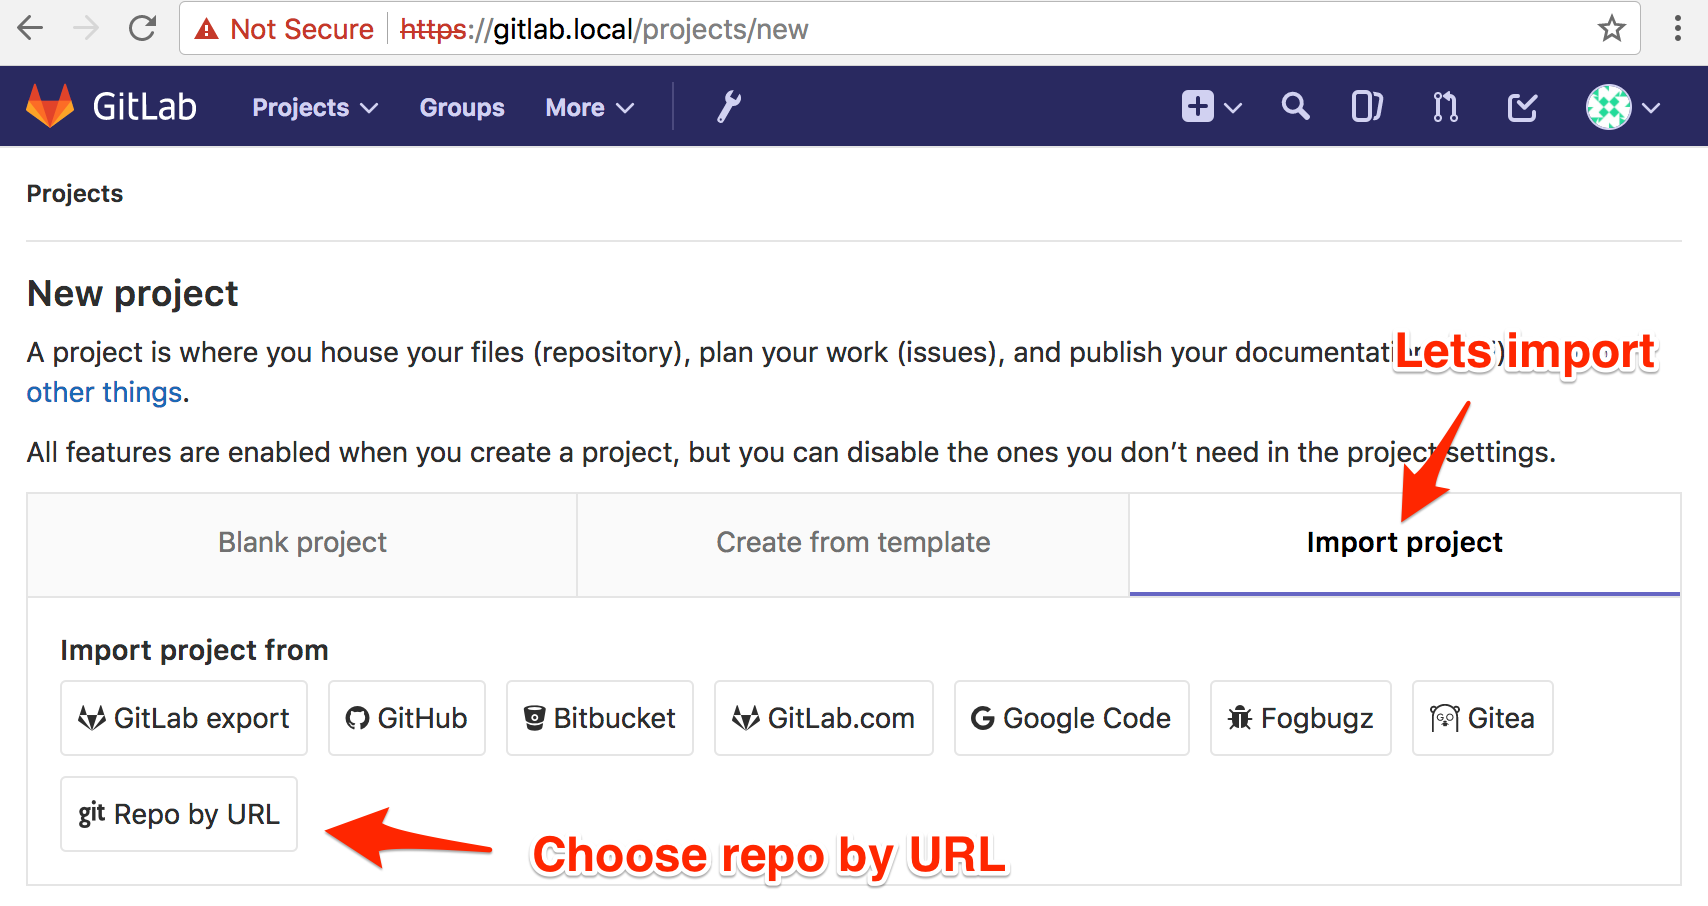 Not Secure https://gitlab.local/projects/new
GitLab Projects Groups More
Projects
New project
A project is where you house your files (repository), plan your work (issues), and publish your
other things.
Lets import
All features are enabled when you create a project, but you can disable the ones you don’t need in the project settings.
Blank project Create from template Import project
Import project from
GitLab export GitHub Bitbucket GitLab.com Google Code Fogbugz GO Gitea
git Repo by URL
Choose repo by URL